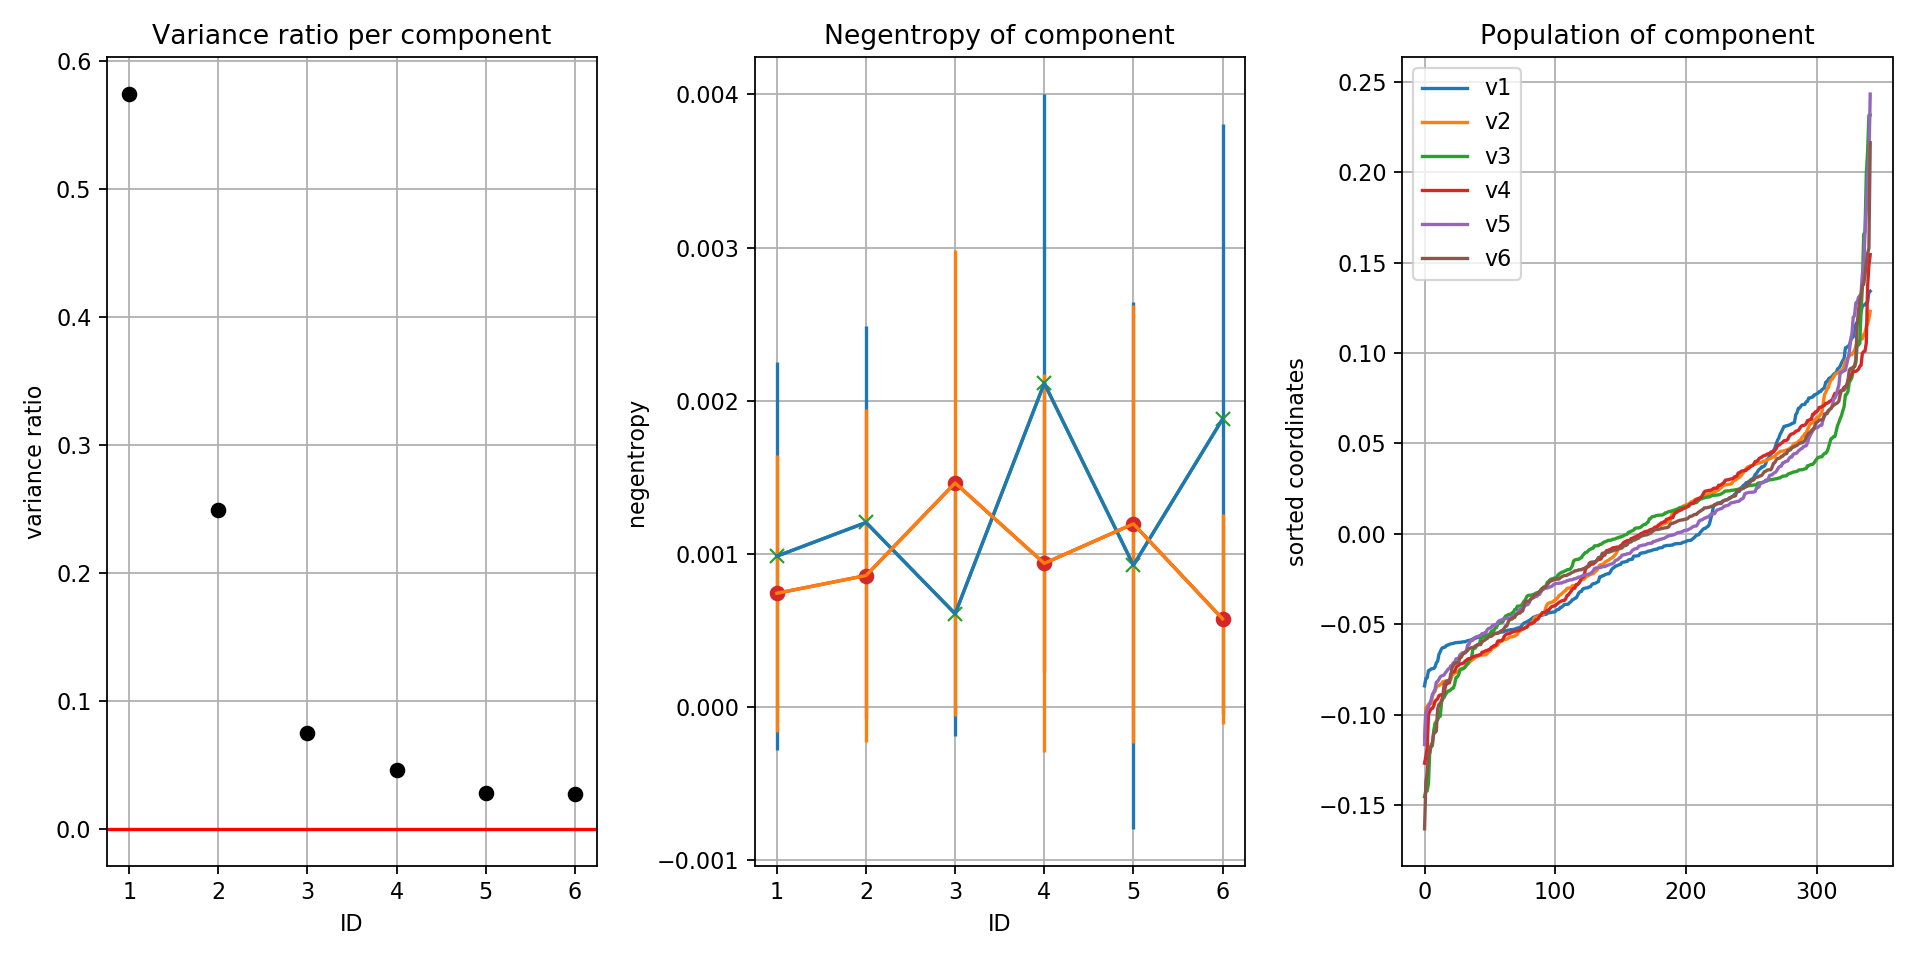 Variance ratio per component
variance ratio
0.6
0.5
0.4
0.3
0.2
0.1
0.0
1 2 3 4 5 6
ID
Negentropy of component
negentropy
0.004
0.003
0.002
0.001
0.000
−0.001
1 2 3 4 5 6
ID
Population of component
sorted coordinates
0.25
0.20
0.15
0.10
0.05
0.00
−0.05
−0.10
−0.15
v1
v2
v3
v4
v5
v6
0 100 200 300